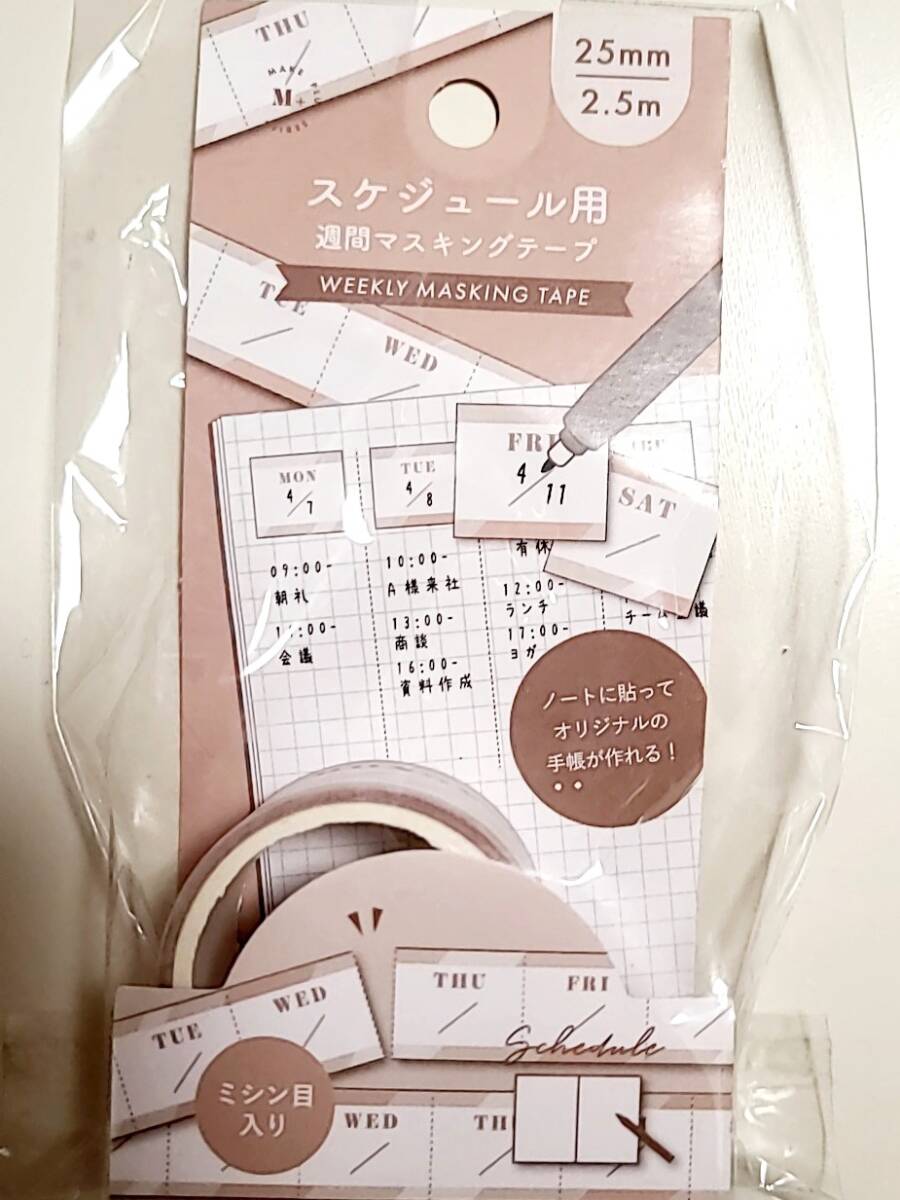 THU
MAKE
M+
25mm
2.5m
スケジュール用
週間マスキングテープ
WEEKLY MASKING TAPE
TUE
WED
MON
4/7
TUE
4/8
FRI
4/11
SAT
09:00-
朝礼
会議
10:00-
A様来社
13:00-
商談
16:00-
資料作成
有休
12:00-
ランチ
17:00-
ヨガ
ノートに貼って
オリジナルの
手帳が作れる!
TUE
WED
THU
FRI
Schedule
ミシン目
入り
WED